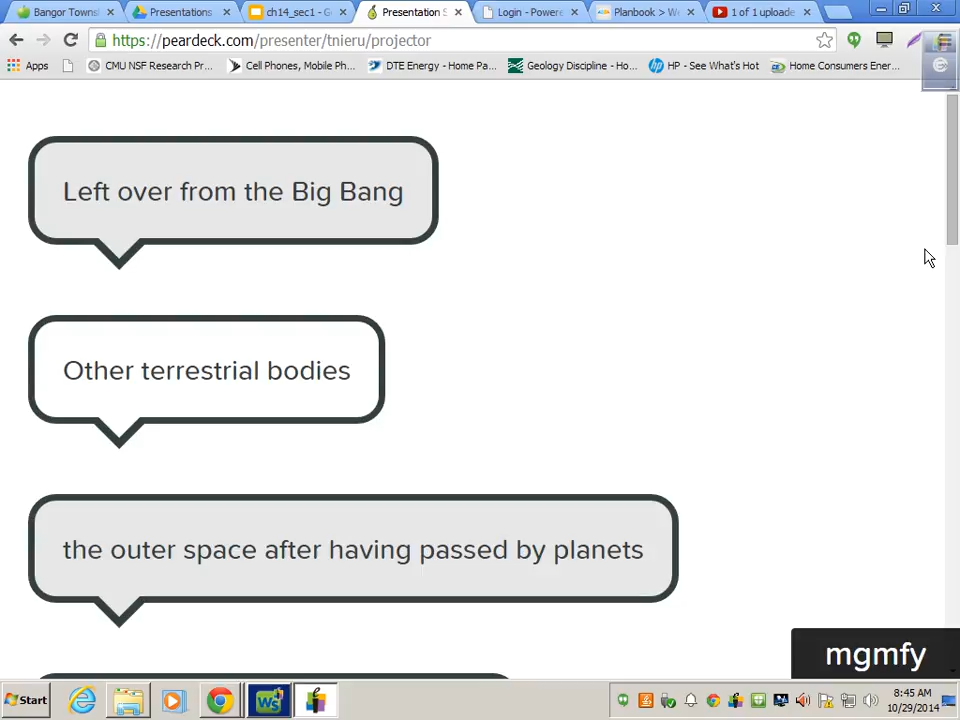 Bangor Towns
Presentations
ch14_sec1 - G
Presentation S
Login - Powe
Planbook > We
1 of 1 uploade
https://peardeck.com/presenter/tnieru/projector
Apps
CMU NSF Research Pr...
Cell Phones, Mobile Ph...
DTE Energy - Home Pa...
Geology Discipline - Ho...
HP - See What's Hot
Home Consumers Ener...
Left over from the Big Bang
Other terrestrial bodies
the outer space after having passed by planets
mgmfy
Start
8:45 AM
10/29/2014